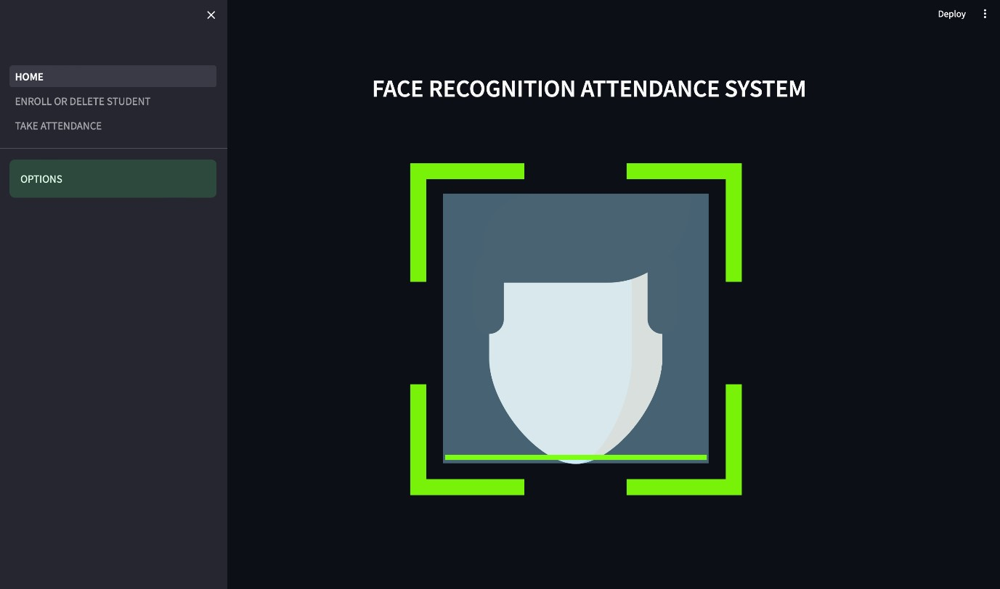 Deploy
HOME
ENROLL OR DELETE STUDENT
TAKE ATTENDANCE
OPTIONS
FACE RECOGNITION ATTENDANCE SYSTEM